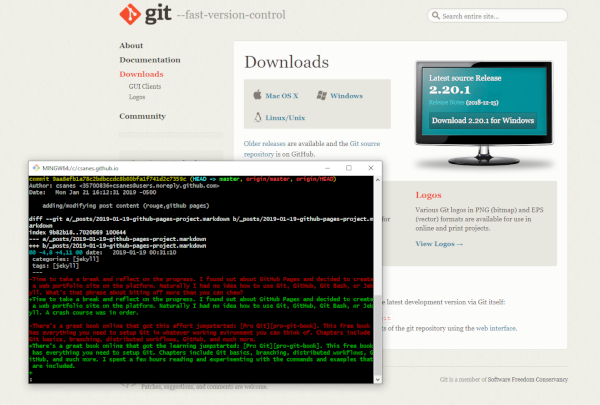 git --fast-version-control
Search entire site...
About
Documentation
Downloads
GUI Clients
Logos
Community
Downloads
Mac OS X
Windows
Linux/Unix
Older releases are available and the Git source
repository is on GitHub.
Latest source Release
2.20.1
Release Notes (2018-12-15)
Download 2.20.1 for Windows
Logos
Various Git logos in PNG (bitmap) and EPS
(vector) formats are available for use in
online and print projects.
View Logos →
MINGW64:/c/csanes.github.io
commit (HEAD -> master, origin/master, origin/HEAD)
Author: csanes <35700036+csanes@users.noreply.github.com>
Date: Mon Jan 21 16:12:31 2019 -0500
adding/modifying post content (rouge,github pages)
diff --git a/_posts/2019-01-19-github-pages-project.markdown b/_posts/2019-01-19-github-pages-project.m
arkdown
index 9b82b18..7020669 100644
--- a/_posts/2019-01-19-github-pages-project.markdown
+++ b/_posts/2019-01-19-github-pages-project.markdown
@@ -4,8 +4,11 @@ date: 2019-01-19 00:31:10
categories: [jekyll]
tags: [jekyll]
---
-Time to take a break and reflect on the progress. I found out about GitHub Pages and decided to create
a web portfolio site on the platform. Naturally I had no idea how to use Git, GitHub, Git Bash, or Jek
yll. What's that phrase about biting off more than you can chew?
+Time to take a break and reflect on the progress. I found out about GitHub Pages and decided to create
a web portfolio site on the platform. Naturally I had no idea how to use Git, GitHub, Git Bash, or Jek
yll. A crash course was in order.
-There's a great book online that got this effort jumpstarted: [Pro Git][pro-git-book]. This free book
has everything you need to setup Git in whatever working environment you can think of. Chapters include
Git basics, branching, distributed workflows, GitHub, and much more.
+There's a great book online that got the learning jumpstarted: [Pro Git][pro-git-book]. This free book
has everything you need to setup Git. Chapters include Git basics, branching, distributed workflows, G
itHub, and much more. I spent a few hours reading and experimenting with the commands and examples that
are included.
+
:
he latest development version via Git itself:
ts of the git repository using the web interface.
Patches, suggestions, and comments are welcome.
Git is a member of Software Freedom Conservancy